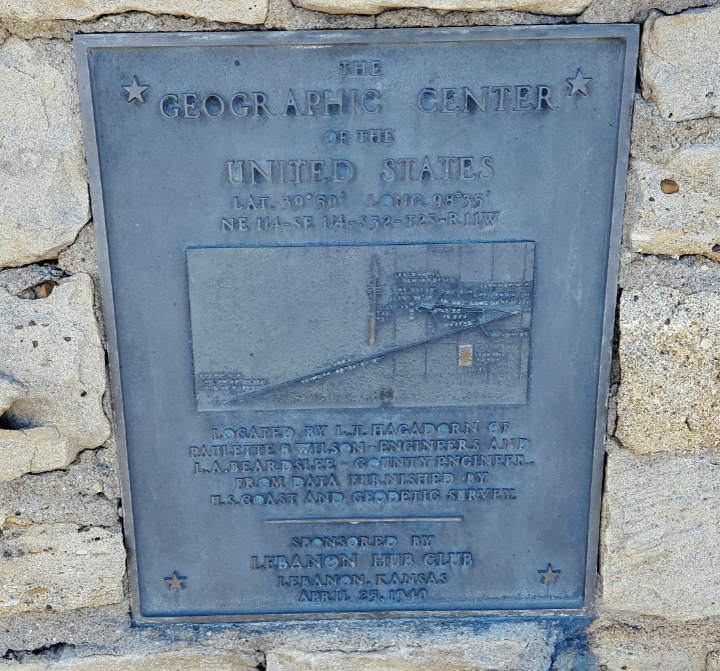 THE
GEOGRAPHIC CENTER
OF THE
UNITED STATES
LAT. 39°50' LONG. 98°35'
NE 1/4-SE 1/4-S32-T2S-R11W
LOCATED BY L.T. HAGADORN OF
PAULETTE & WILSON-ENGINEERS AND
L.A. BEARDSLEE - COUNTY ENGINEER.
FROM DATA FURNISHED BY
U.S. COAST AND GEODETIC SURVEY.
SPONSORED BY
LEBANON HUB CLUB
LEBANON, KANSAS
APRIL 25, 1940